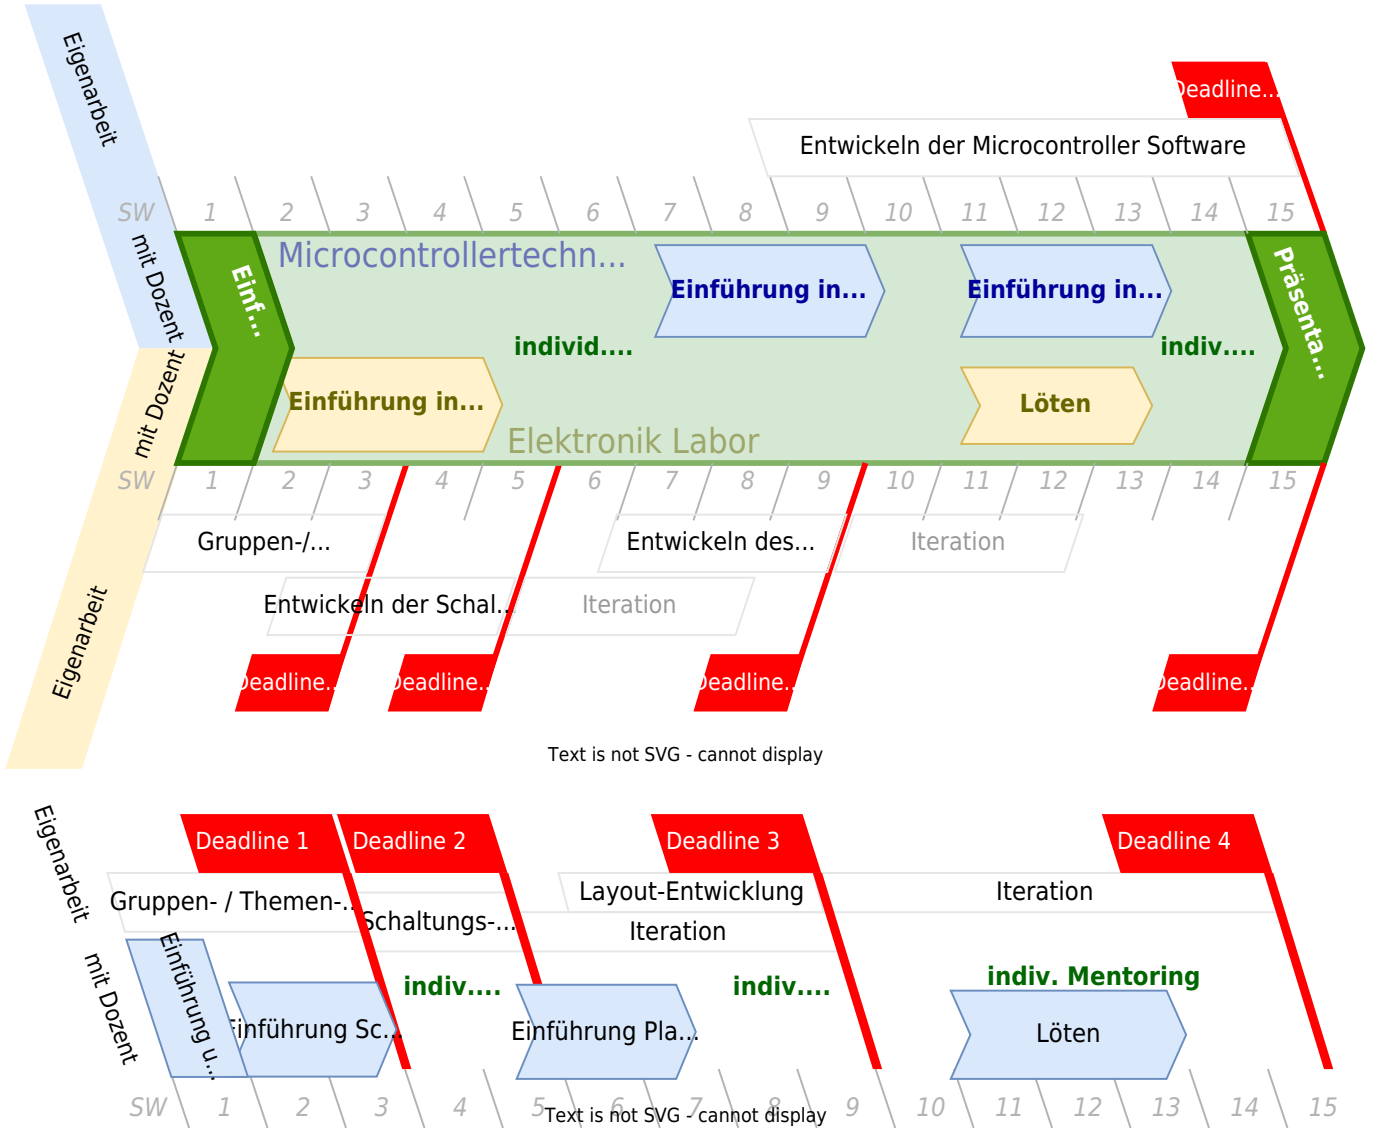 Eigenarbeit
Deadline...
Entwickeln der Microcontroller Software
SW 1 2 3 4 5 6 7 8 9 10 11 12 13 14 15
mit Dozent
Einf...
Microcontrollertechn...
Einführung in...
Einführung in...
Präsenta...
individ....
indiv....
mit Dozent
Einführung in...
Löten
Elektronik Labor
SW 1 2 3 4 5 6 7 8 9 10 11 12 13 14 15
Gruppen-/...
Entwickeln des...
Iteration
Eigenarbeit
Entwickeln der Schal...
Iteration
Deadline...
Deadline...
Deadline...
Deadline...
Text is not SVG - cannot display
Eigenarbeit
Deadline 1
Deadline 2
Deadline 3
Deadline 4
Gruppen- / Themen-...
Schaltungs-...
Layout-Entwicklung
Iteration
Iteration
mit Dozent
Einführung u...
Einführung Sc...
indiv....
Einführung Pla...
indiv....
indiv. Mentoring
Löten
SW 1 2 3 4 5 6 7 8 9 10 11 12 13 14 15
Text is not SVG - cannot display